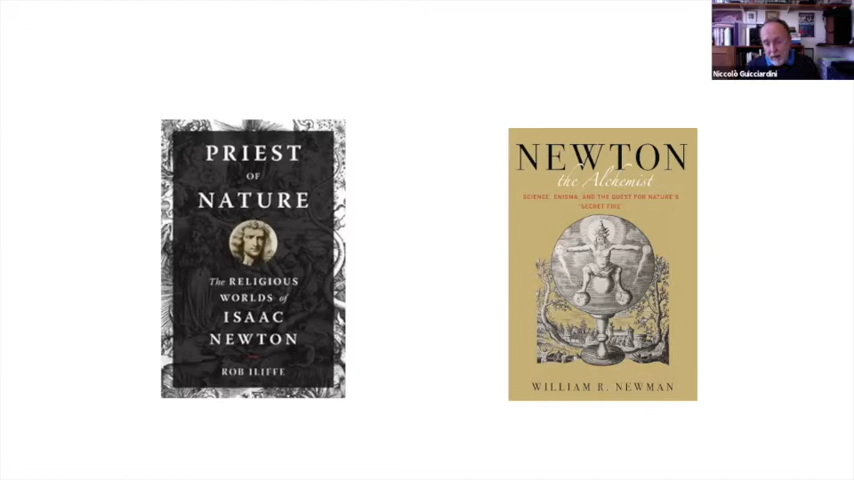 Niccolò Guicciardini
PRIEST
OF
NATURE
The RELIGIOUS
WORLDS of
ISAAC
NEWTON
ROB ILIFFE
NEWTON
the Alchemist
SCIENCE, ENIGMA, AND THE QUEST FOR NATURE'S
"SECRET FIRE"
WILLIAM R. NEWMAN